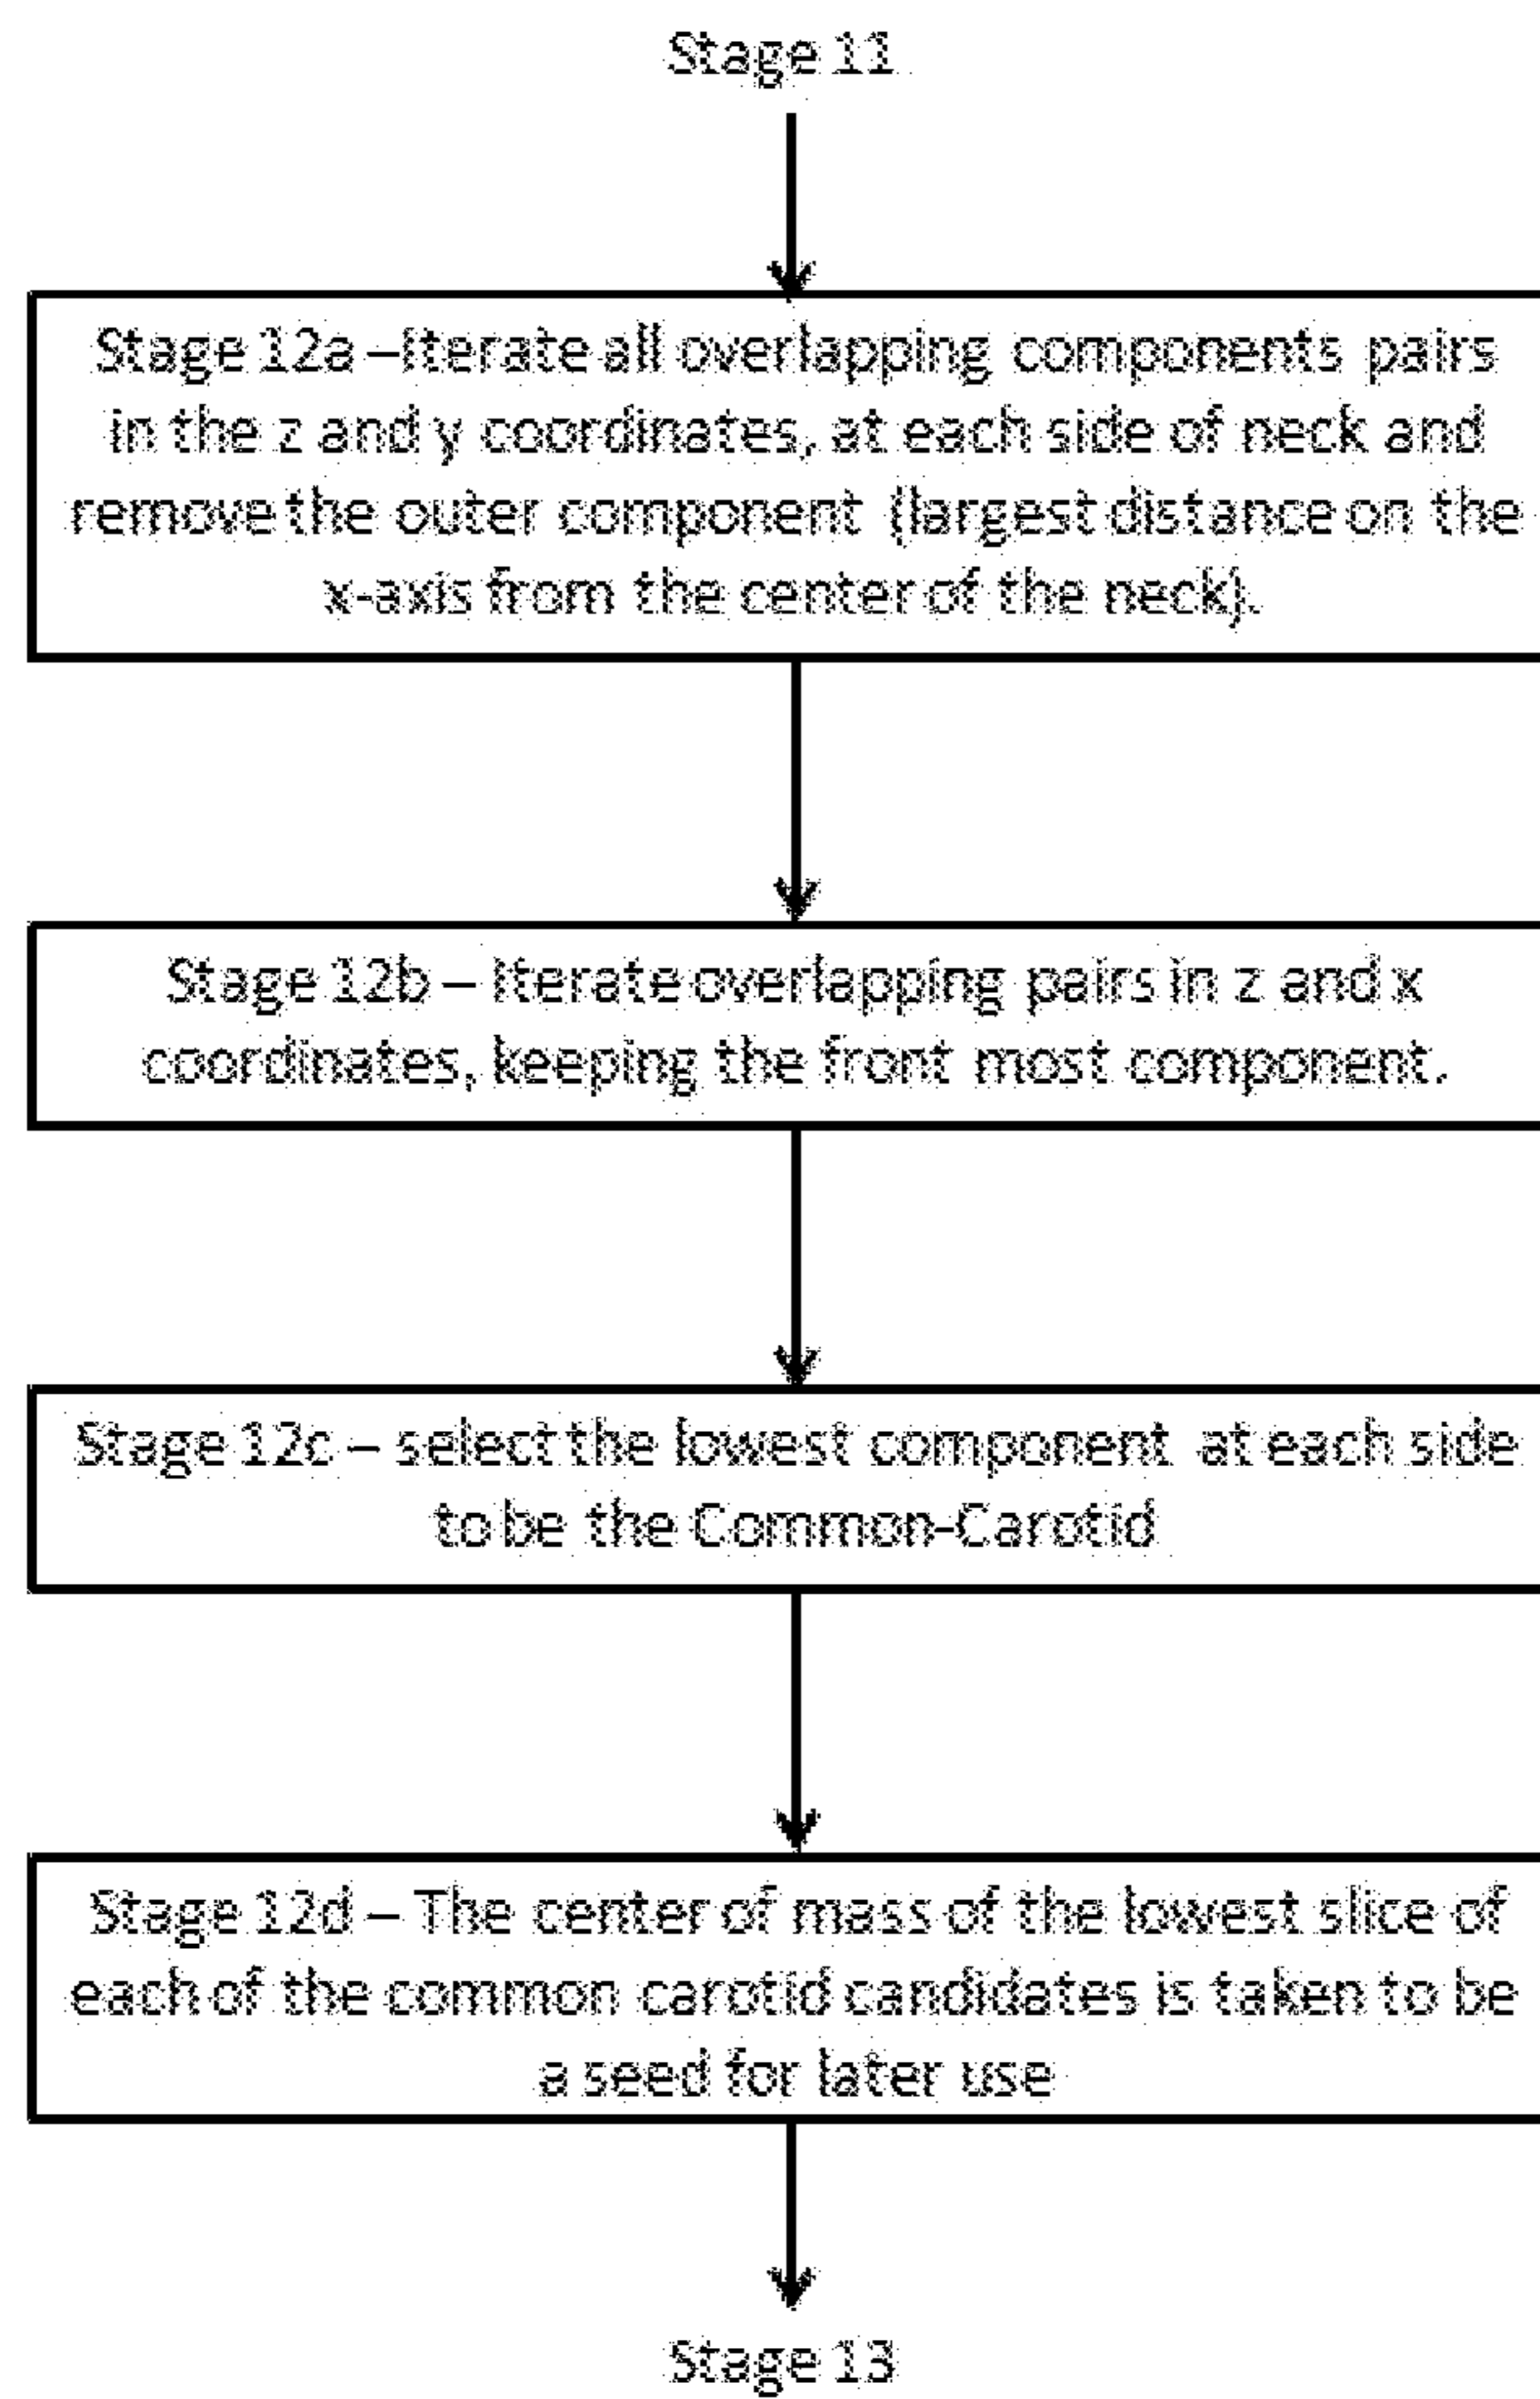 Stage 11
Stage 12a –Iterate all overlapping components pairs
in the z and y coordinates, at each side of neck and
remove the outer component (largest distance on the
x-axis from the center of the neck).
Stage 12b – Iterate overlapping pairs in z and x
coordinates, keeping the front most component.
Stage 12c – select the lowest component at each side
to be the Common-Carotid
Stage 12d – The center of mass of the lowest slice of
each of the common carotid candidates is taken to be
a seed for later use
Stage 13